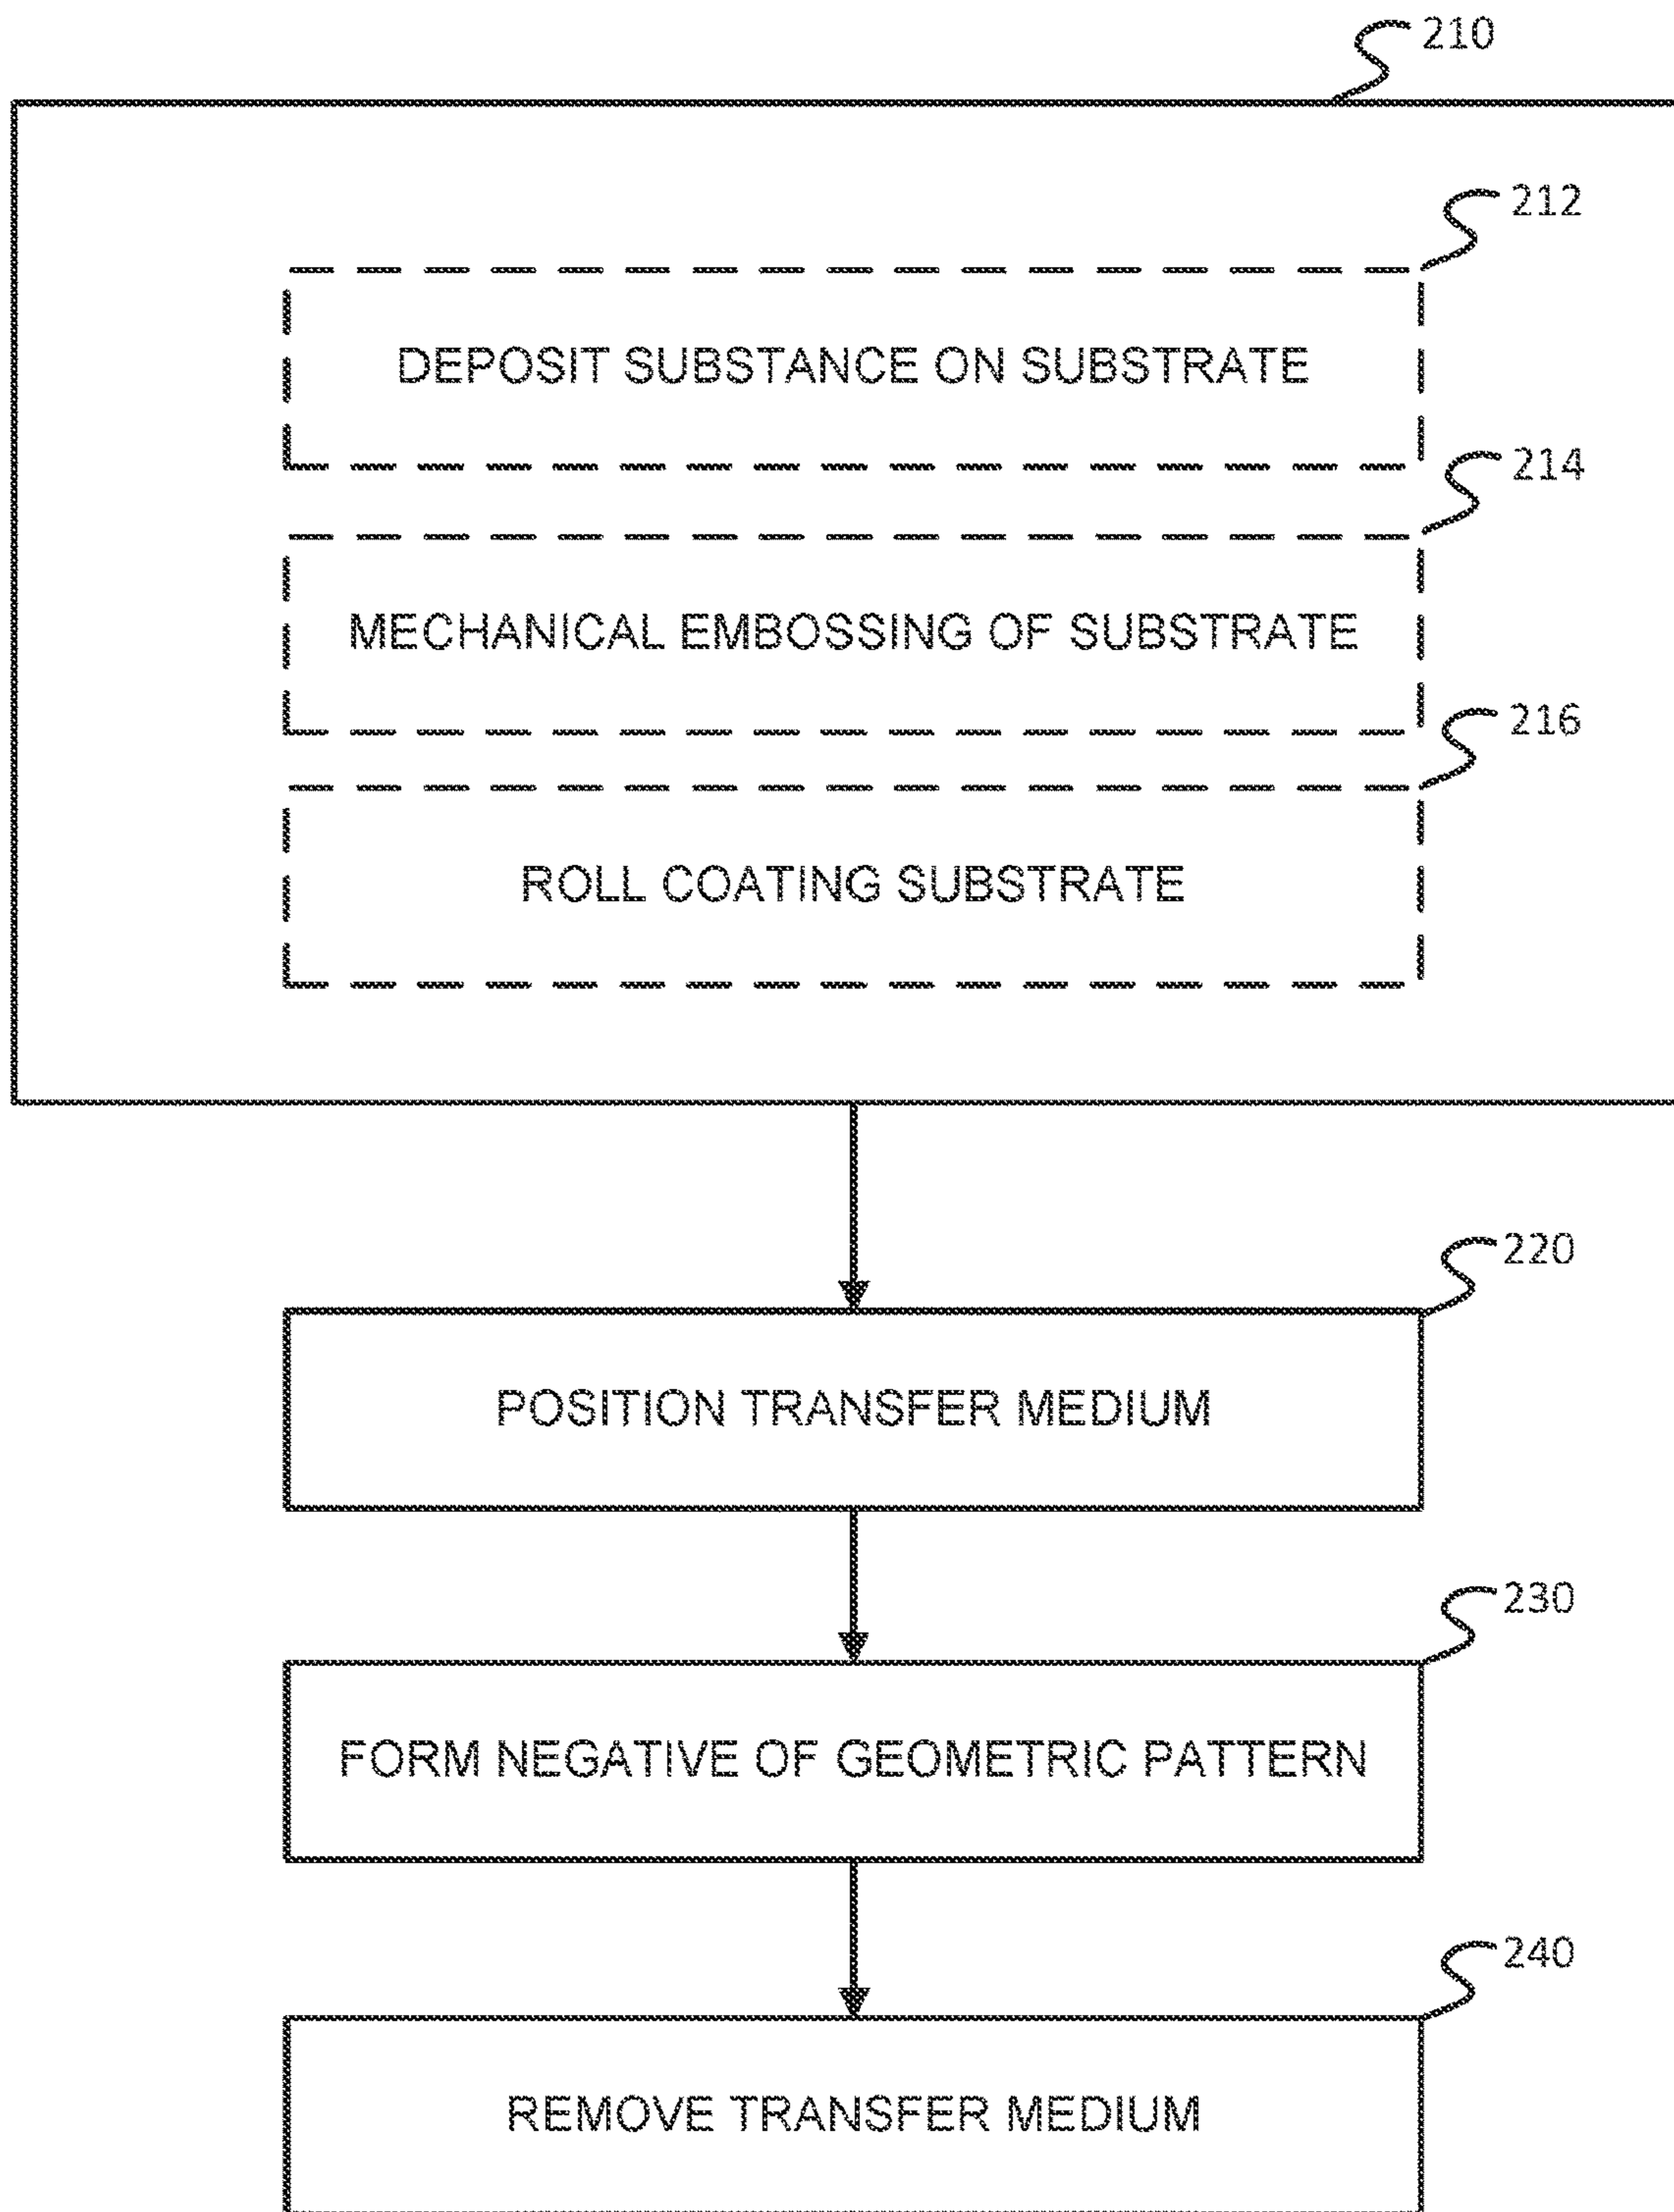 210
212
DEPOSIT SUBSTANCE ON SUBSTRATE
214
MECHANICAL EMBOSSING OF SUBSTRATE
216
ROLL COATING SUBSTRATE
220
POSITION TRANSFER MEDIUM
230
FORM NEGATIVE OF GEOMETRIC PATTERN
240
REMOVE TRANSFER MEDIUM